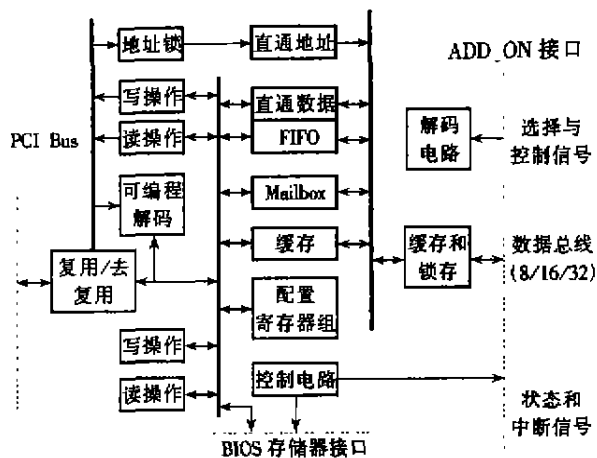 地址锁
直通地址
ADD_ON 接口
写操作
直通数据
PCI Bus
读操作
FIFO
解码
电路
选择与
控制信号
可编程
解码
Mailbox
缓存
缓存和
锁存
数据总线
(8/16/32)
复用/去
复用
配置
寄存器组
写操作
读操作
控制电路
状态和
中断信号
BIOS 存储器接口